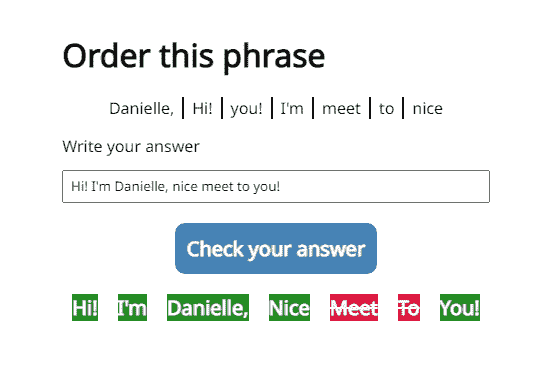 Order this phrase
Danielle, | Hi! | you! | I'm | meet | to | nice
Write your answer
Hi! I'm Danielle, nice meet to you!
Check your answer
Hi! I'm Danielle, Nice Meet To You!